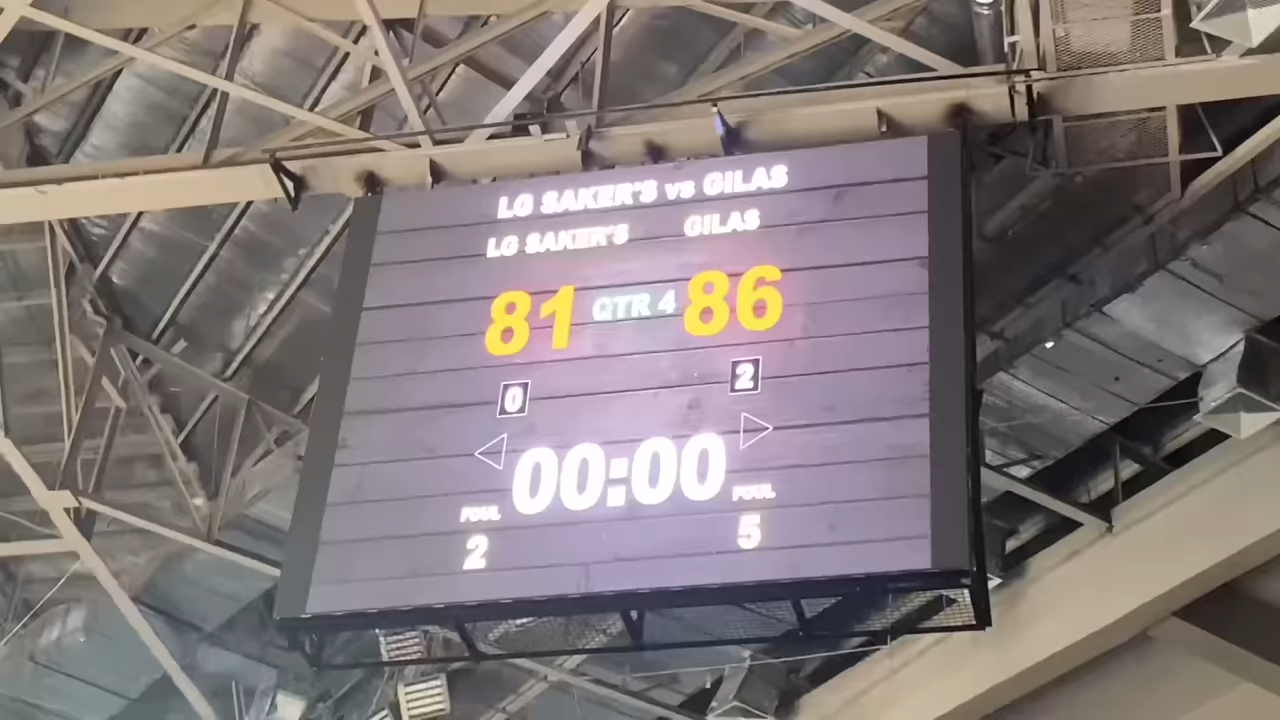 LG SAKER'S vs GILAS
LG SAKER'S GILAS
81 QTR 4 86
0 2
00:00
FOUL FOUL
2 5